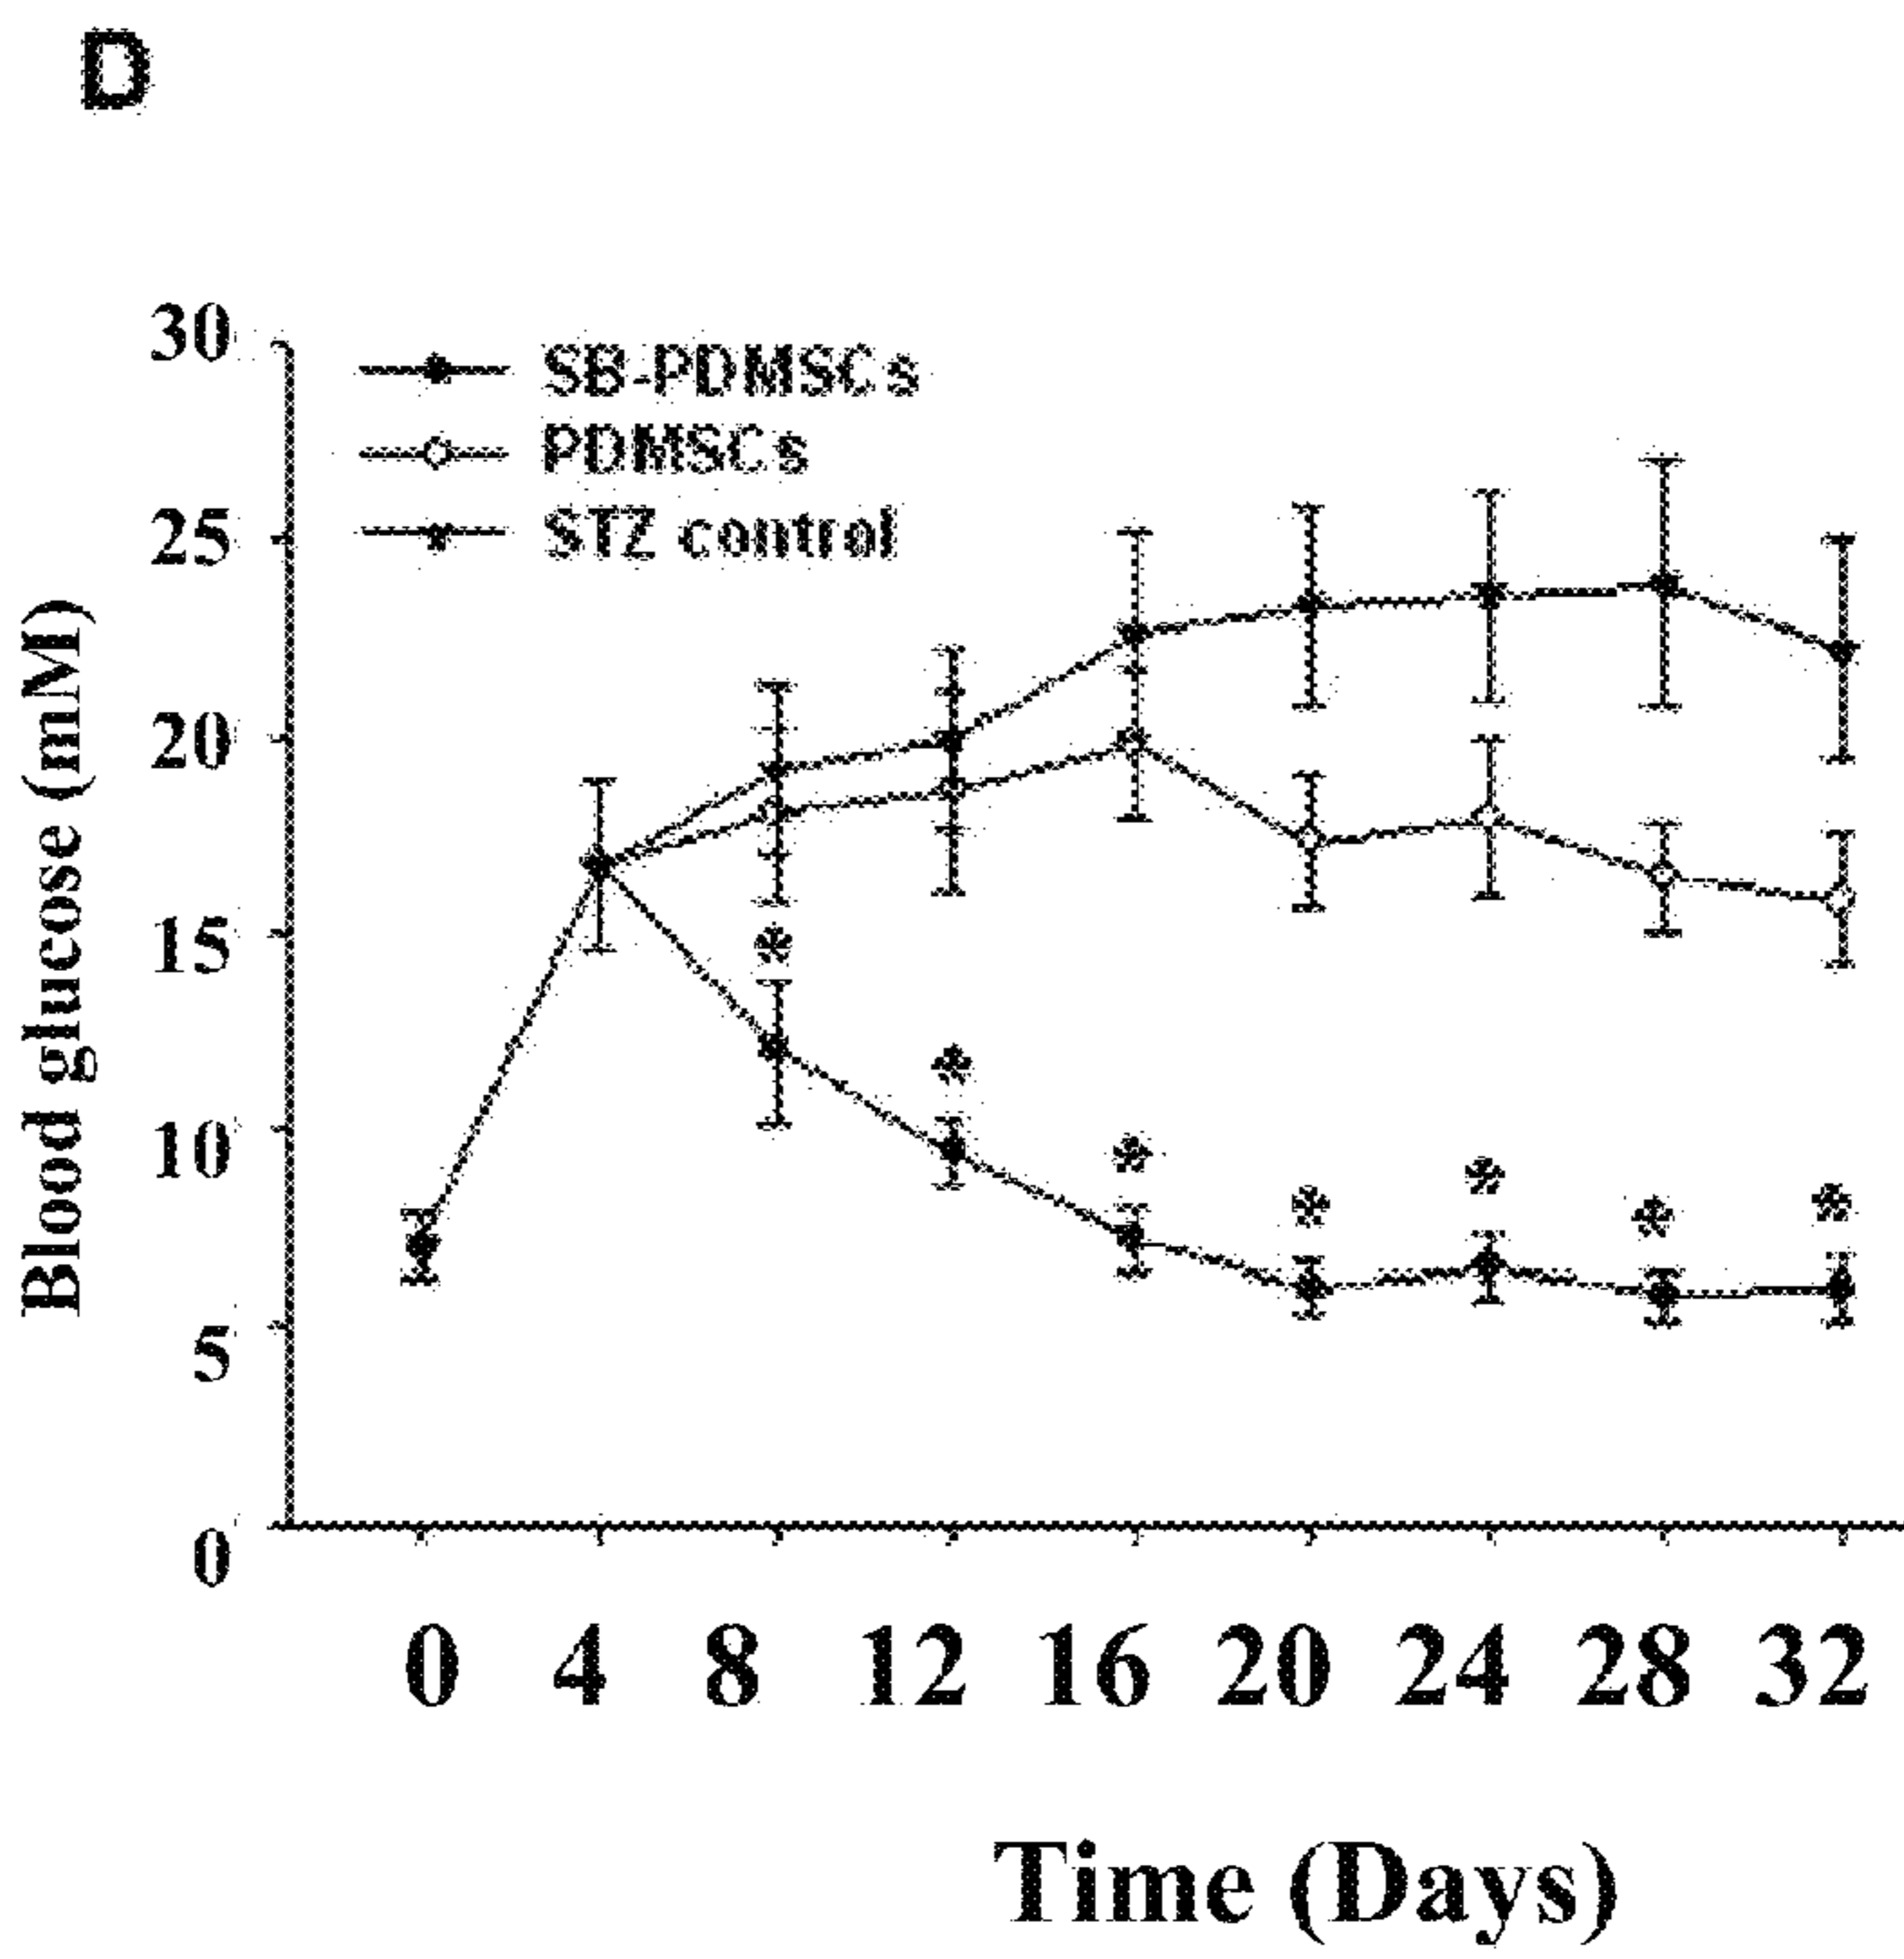 D
30
25
20
15
10
5
0
SB-PDMSCs
PDMSCs
STZ control
Blood glucose (mM)
*
*
*
*
*
*
*
0 4 8 12 16 20 24 28 32
Time (Days)